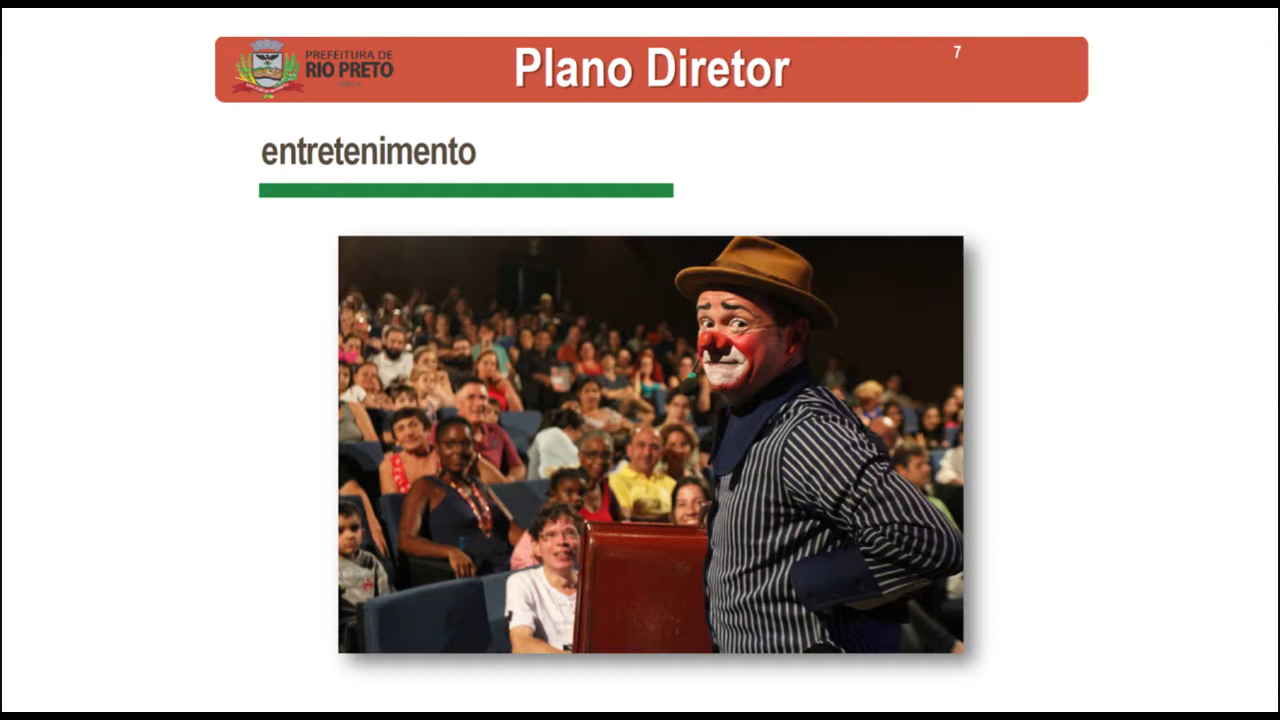 PREFEITURA DE
RIO PRETO
Plano Diretor
7
entretenimento